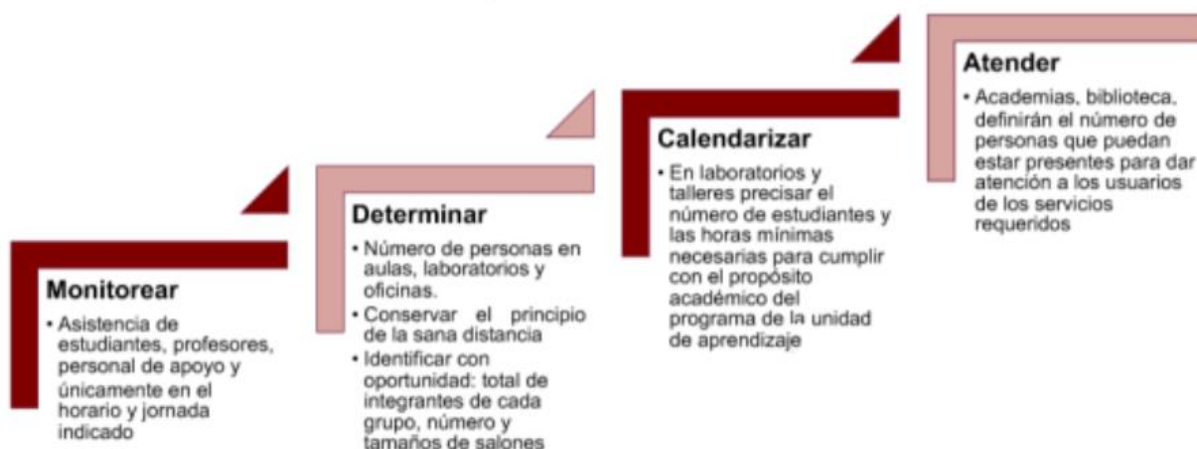 Monitorear
• Asistencia de
estudiantes, profesores,
personal de apoyo y
únicamente en el
horario y jornada
indicado
Determinar
• Número de personas en
aulas, laboratorios y
oficinas.
• Conservar el principio
de la sana distancia
• Identificar con
oportunidad: total de
integrantes de cada
grupo, número y
tamaños de salones
Calendarizar
• En laboratorios y
talleres precisar el
número de estudiantes y
las horas mínimas
necesarias para cumplir
con el propósito
académico del
programa de la unidad
de aprendizaje
Atender
• Academias, biblioteca,
definirán el número de
personas que puedan
estar presentes para dar
atención a los usuarios
de los servicios
requeridos